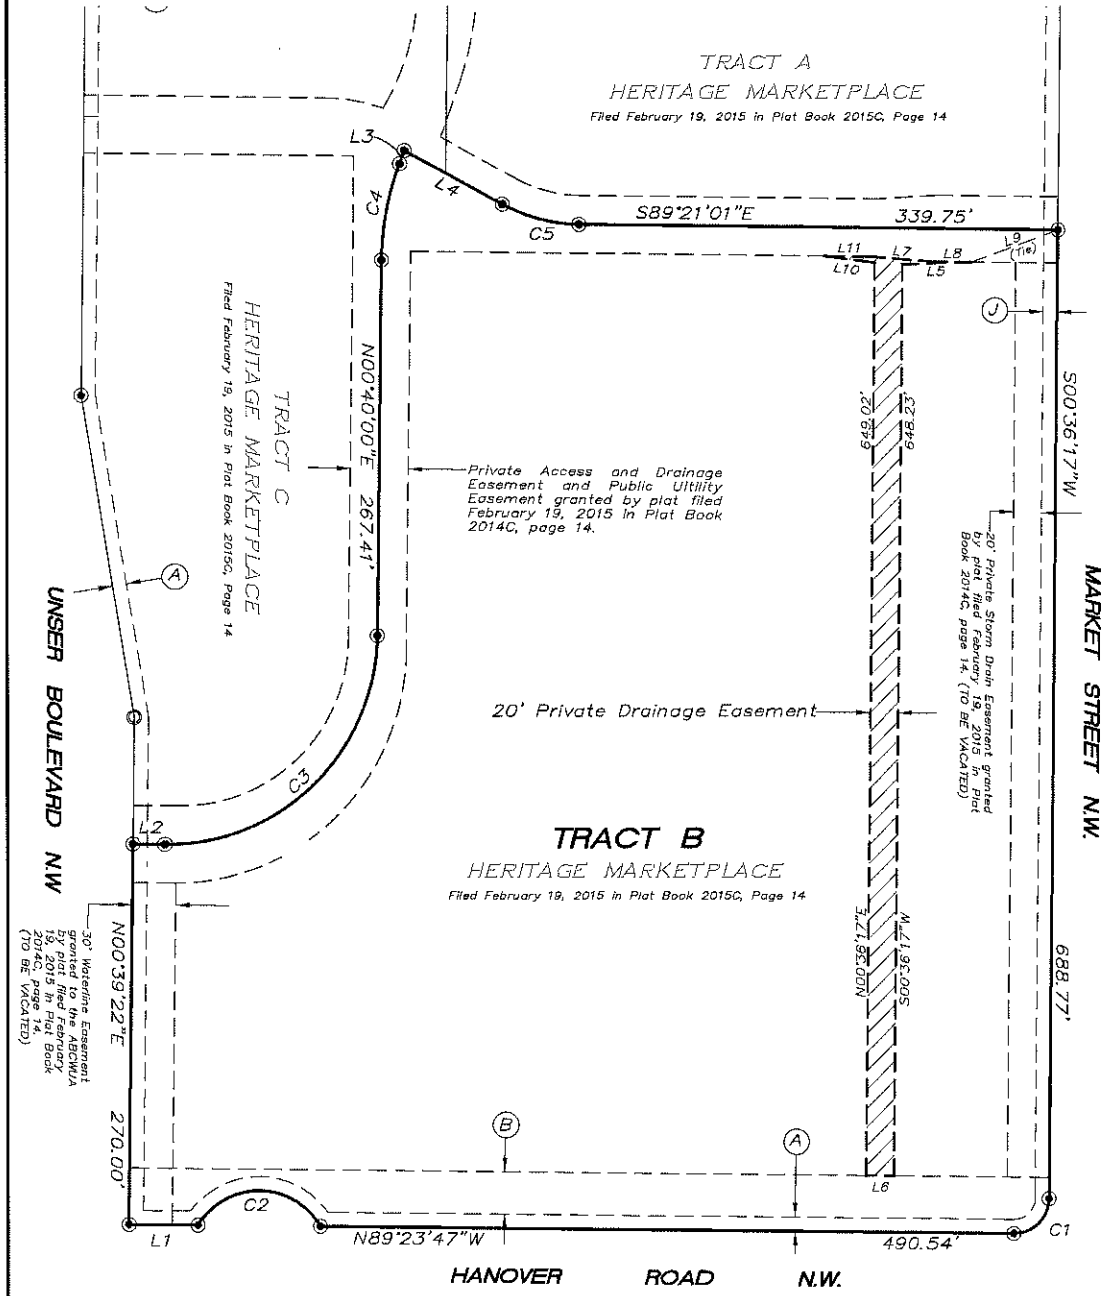 TRACT A
HERITAGE MARKETPLACE
Filed February 19, 2015 in Plat Book 2015C, Page 14
L3
L4
C4
C5
S89°21'01"E
339.75'
L9
(Tie)
L11
L7
L8
L10
L5
J
TRACT C
HERITAGE MARKETPLACE
Filed February 19, 2015 in Plat Book 2015C, Page 14
N00°40'00"E 267.41'
S00°36'17"W
688.77'
649.02'
648.23'
Private Access and Drainage
Easement and Public Ultility
Easement granted by plat filed
February 19, 2015 in Plat Book
2014C, page 14.
20' Private Storm Drain Easement granted
by plat filed February 19, 2015 in Plat
Book 2014C, page 14. (TO BE VACATED)
MARKET STREET N.W.
A
UNSER BOULEVARD N.W
20' Private Drainage Easement
C3
L2
TRACT B
HERITAGE MARKETPLACE
Filed February 19, 2015 in Plat Book 2015C, Page 14
N00°36'17"E
S00°36'17"W
30' Waterline Easement
granted to the ABCWUA
by plat filed February
19, 2015 in Plat Book
2014C, page 14.
(TO BE VACATED)
N00°39'22"E
270.00'
B
A
L6
C2
C1
L1
N89°23'47"W
490.54'
HANOVER ROAD N.W.